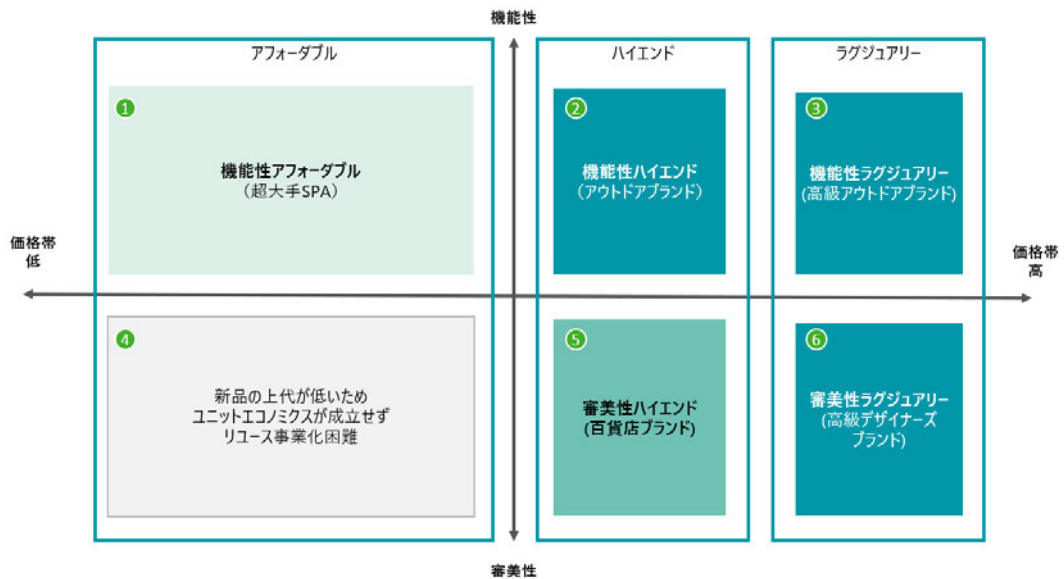 機能性
アフォーダブル
ハイエンド
ラグジュアリー
1
機能性アフォーダブル
（超大手SPA）
2
機能性ハイエンド
（アウトドアブランド）
3
機能性ラグジュアリー
(高級アウトドアブランド)
価格帯
低
価格帯
高
4
新品の上代が低いため
ユニットエコノミクスが成立せず
リユース事業化困難
5
審美性ハイエンド
(百貨店ブランド)
6
審美性ラグジュアリー
(高級デザイナーズ
ブランド)
審美性